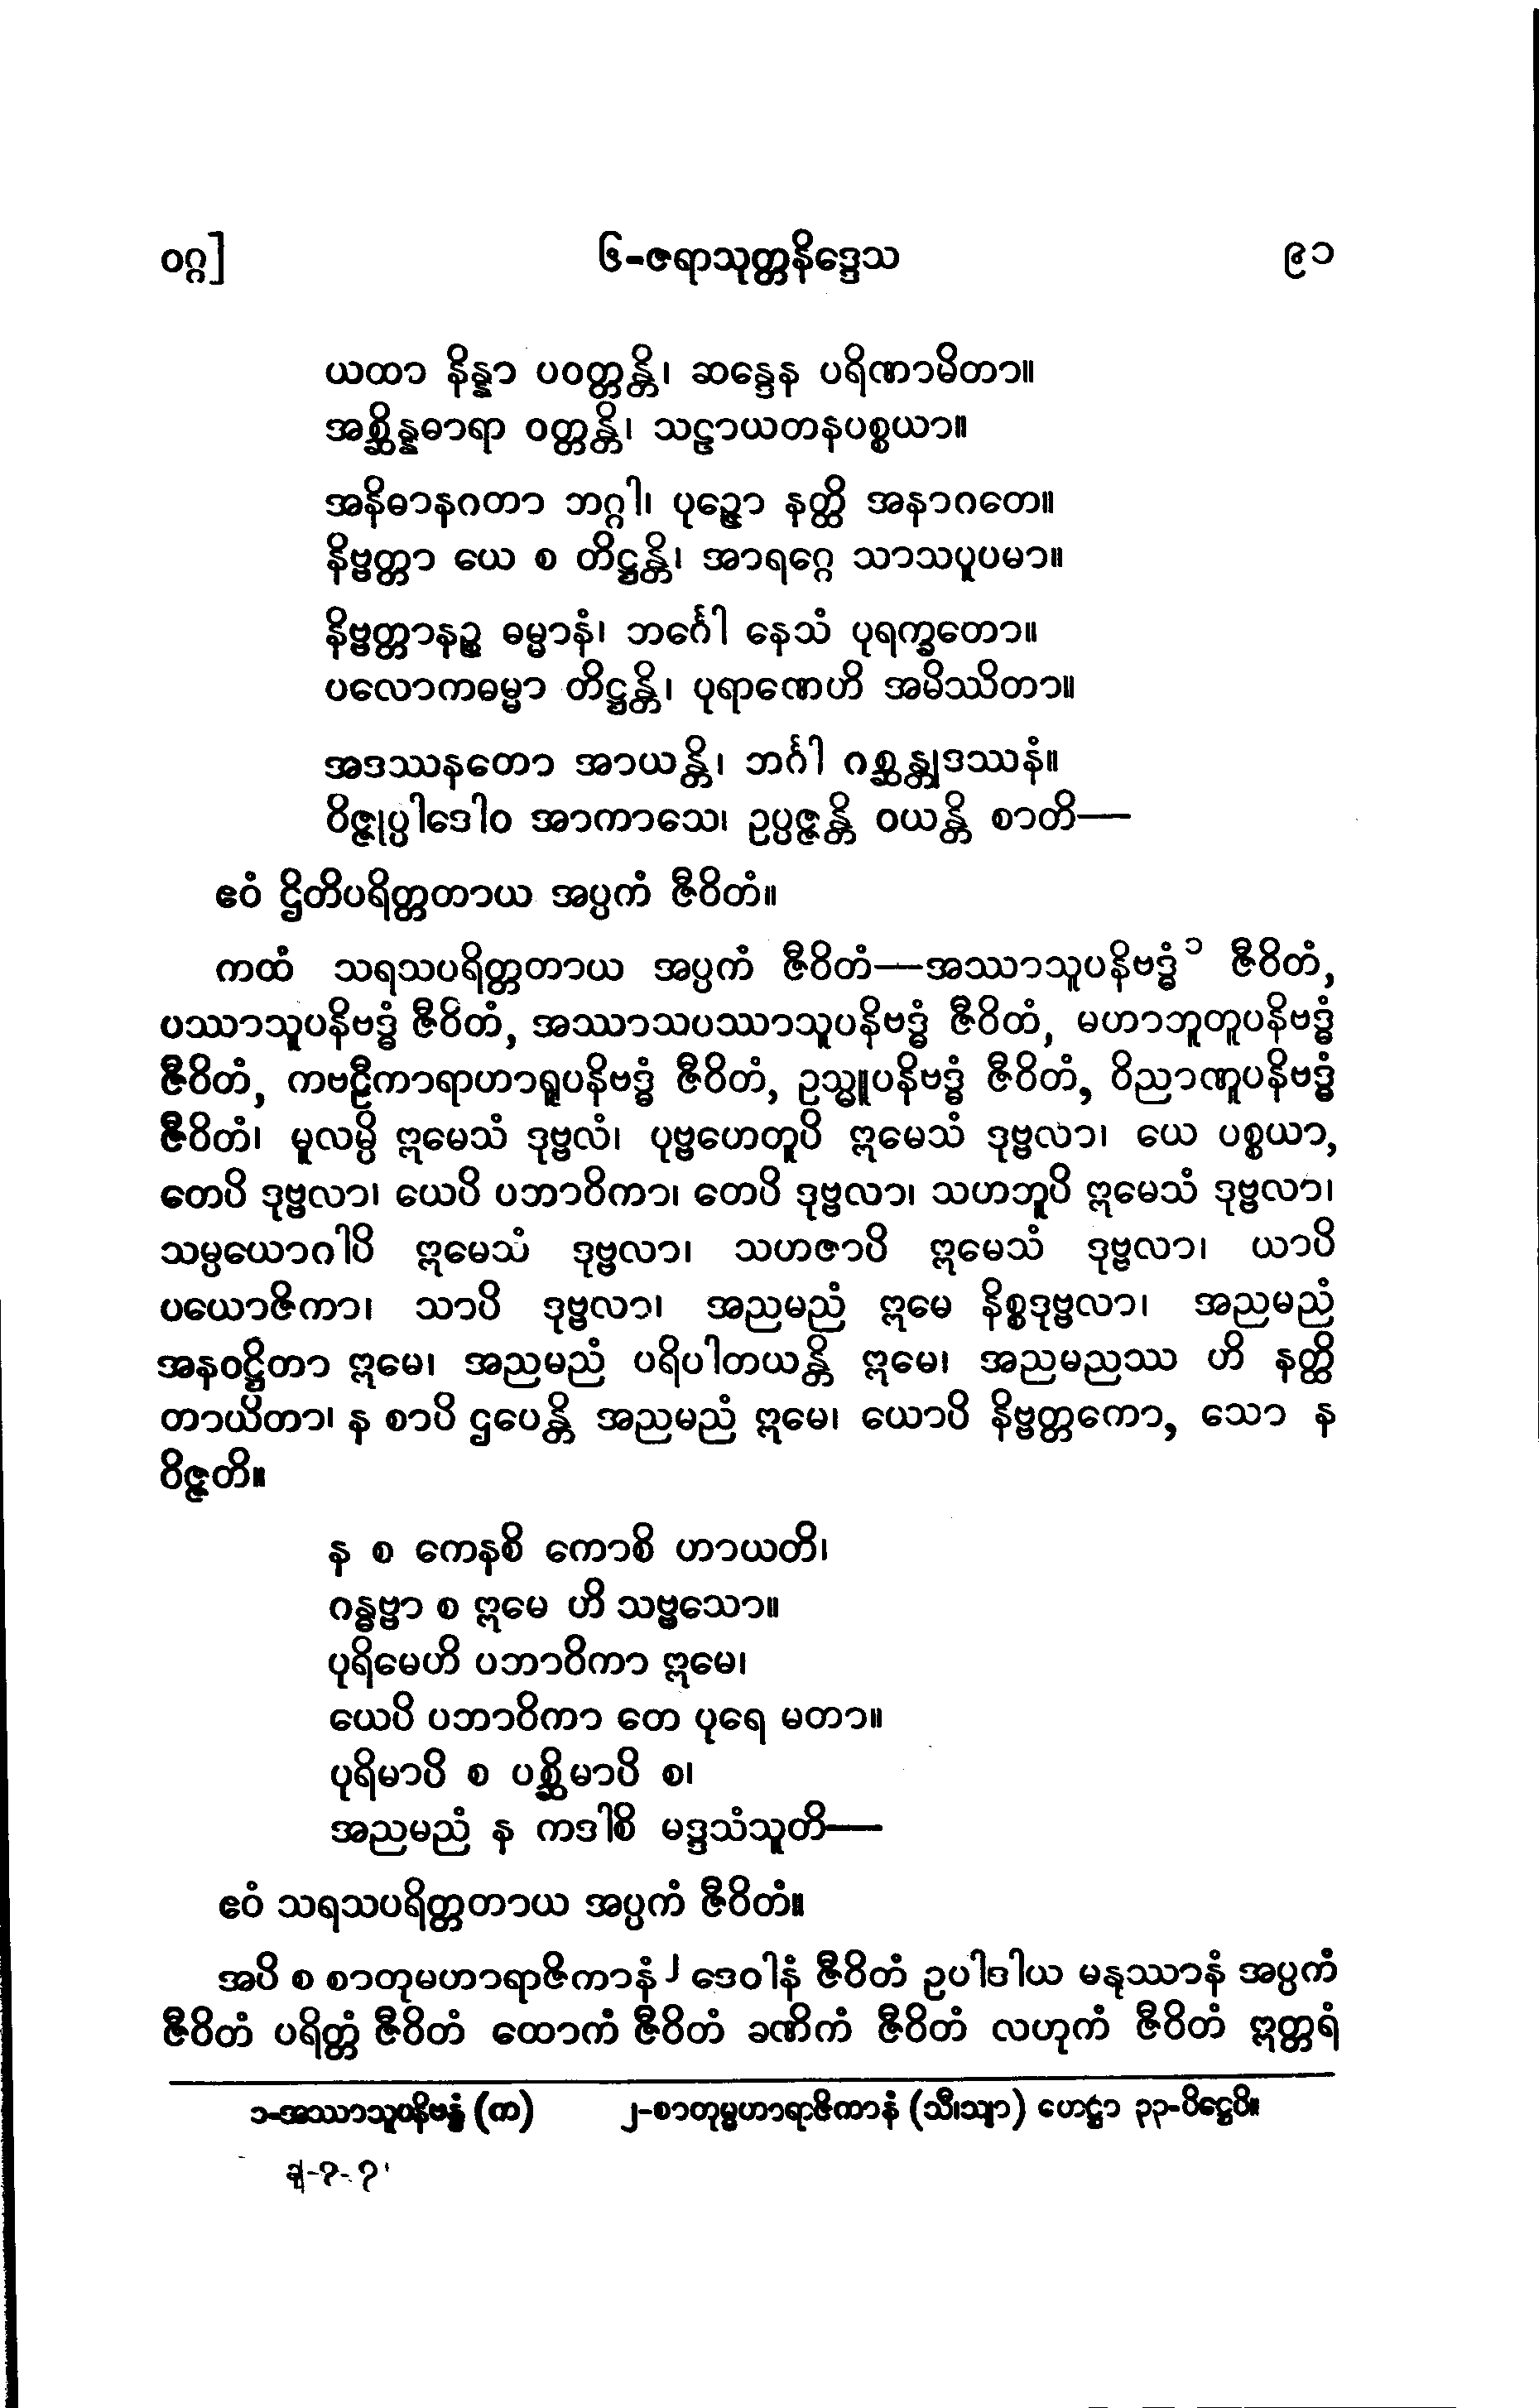 ဝဂ္ဂ] ၆-ဇရာသုတ္တနိဒ္ဒေသ ၉၁
ယထာ နိန္နာ ပဝတ္တန္တိ၊ ဆန္ဒေန ပရိဏာမိတာ။
အစ္ဆိန္နဓာရာ ဝတ္တန္တိ၊ သဠာယတနပစ္စယာ။
အနိဓာနဂတာ ဘဂ္ဂါ၊ ပုဉ္ဇော နတ္ထိ အနာဂတေ။
နိဗ္ဗတ္တာ ယေ စ တိဋ္ဌန္တိ၊ အာရဂ္ဂေ သာသပူပမာ။
နိဗ္ဗတ္တာနဉ္စ ဓမ္မာနံ၊ ဘင်္ဂေါ နေသံ ပုရက္ခတော။
ပလောကဓမ္မာ တိဋ္ဌန္တိ၊ ပုရာဏေဟိ အမိဿိတာ။
အဒဿနတော အာယန္တိ၊ ဘင်္ဂါ ဂစ္ဆန္တျဒဿနံ။
ဝိဇ္ဇုပ္ပါဒေါဝ အာကာသေ၊ ဥပ္ပဇ္ဇန္တိ ဝယန္တိ စာတိ—
ဧဝံ ဌိတိပရိတ္တတာယ အပ္ပကံ ဇီဝိတံ။
ကထံ သရသပရိတ္တတာယ အပ္ပကံ ဇီဝိတံ—အဿာသူပနိဗဒ္ဓံ၁ ဇီဝိတံ,
ပဿာသူပနိဗဒ္ဓံ ဇီဝိတံ, အဿာသပဿာသူပနိဗဒ္ဓံ ဇီဝိတံ, မဟာဘူတူပနိဗဒ္ဓံ
ဇီဝိတံ, ကဗဠီကာရာဟာရူပနိဗဒ္ဓံ ဇီဝိတံ, ဥသ္မူပနိဗဒ္ဓံ ဇီဝိတံ, ဝိညာဏူပနိဗဒ္ဓံ
ဇီဝိတံ၊ မူလမ္ပိ ဣမေသံ ဒုဗ္ဗလံ၊ ပုဗ္ဗဟေတူပိ ဣမေသံ ဒုဗ္ဗလာ၊ ယေ ပစ္စယာ,
တေပိ ဒုဗ္ဗလာ၊ ယေပိ ပဘာဝိကာ၊ တေပိ ဒုဗ္ဗလာ၊ သဟဘူပိ ဣမေသံ ဒုဗ္ဗလာ၊
သမ္ပယောဂါပိ ဣမေသံ ဒုဗ္ဗလာ၊ သဟဇာပိ ဣမေသံ ဒုဗ္ဗလာ၊ ယာပိ
ပယောဇိကာ၊ သာပိ ဒုဗ္ဗလာ၊ အညမညံ ဣမေ နိစ္စဒုဗ္ဗလာ၊ အညမညံ
အနဝဋ္ဌိတာ ဣမေ၊ အညမညံ ပရိပါတယန္တိ ဣမေ၊ အညမညဿ ဟိ နတ္ထိ
တာယိတာ၊ န စာပိ ဌပေန္တိ အညမညံ ဣမေ၊ ယောပိ နိဗ္ဗတ္တကော, သော န
ဝိဇ္ဇတိ။
န စ ကေနစိ ကောစိ ဟာယတိ၊
ဂန္ဓဗ္ဗာ စ ဣမေ ဟိ သဗ္ဗသော။
ပုရိမေဟိ ပဘာဝိကာ ဣမေ၊
ယေပိ ပဘာဝိကာ တေ ပုရေ မတာ။
ပုရိမာပိ စ ပစ္ဆိမာပိ စ၊
အညမညံ န ကဒါစိ မဒ္ဒသံသူတိ—
ဧဝံ သရသပရိတ္တတာယ အပ္ပကံ ဇီဝိတံ။
အပိ စ စာတုမဟာရာဇိကာနံ၂ ဒေဝါနံ ဇီဝိတံ ဥပါဒါယ မနုဿာနံ အပ္ပကံ
ဇီဝိတံ ပရိတ္တံ ဇီဝိတံ ထောကံ ဇီဝိတံ ခဏိကံ ဇီဝိတံ လဟုကံ ဇီဝိတံ ဣတ္တရံ
၁-အဿာသူပနိဗန္ဓံ (က) ၂-စာတုမ္မဟာရာဇိကာနံ (သီ၊သျာ) ဟေဋ္ဌာ ၃၃-ပိဋ္ဌေပိ။